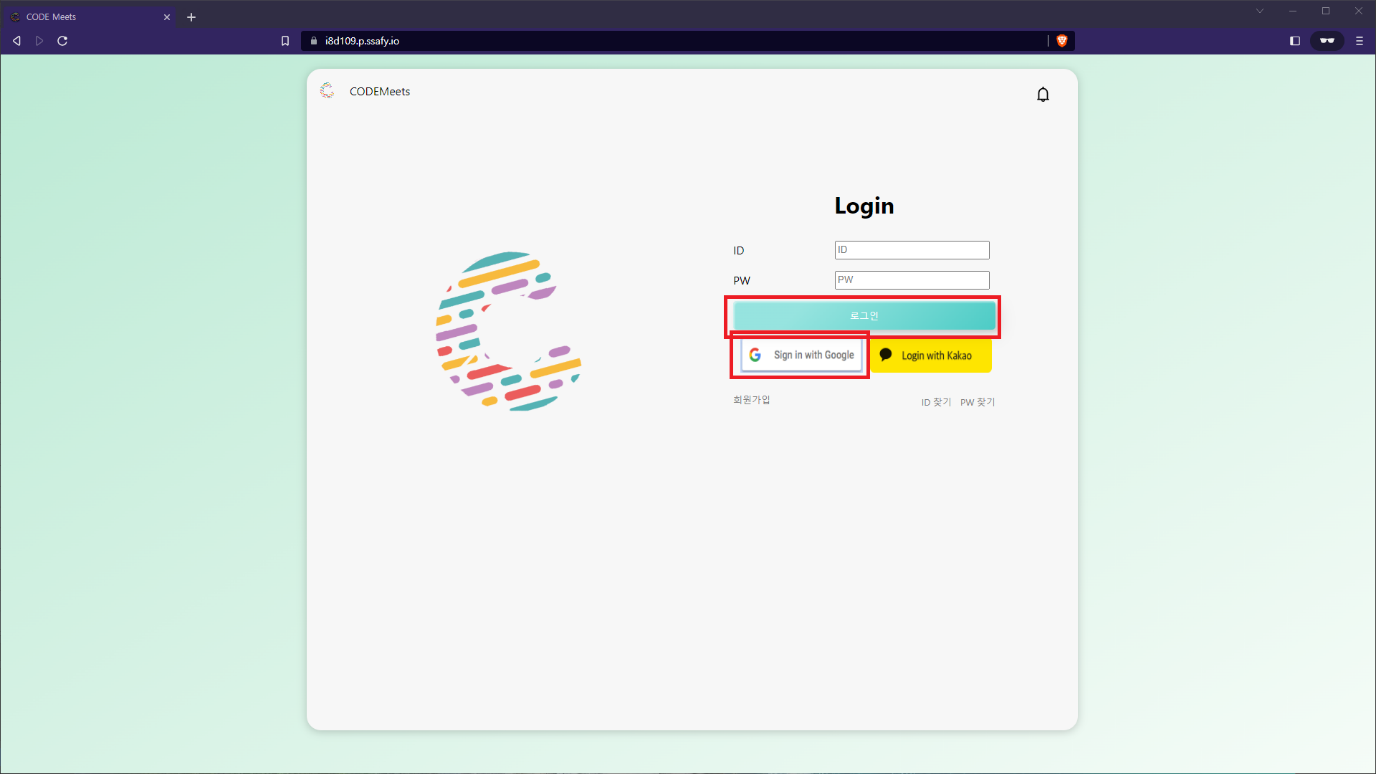 CODE Meets
i8d109.p.ssafy.io
CODEMeets
Login
ID
ID
PW
PW
로그인
Sign in with Google
Login with Kakao
회원가입
ID 찾기 PW 찾기